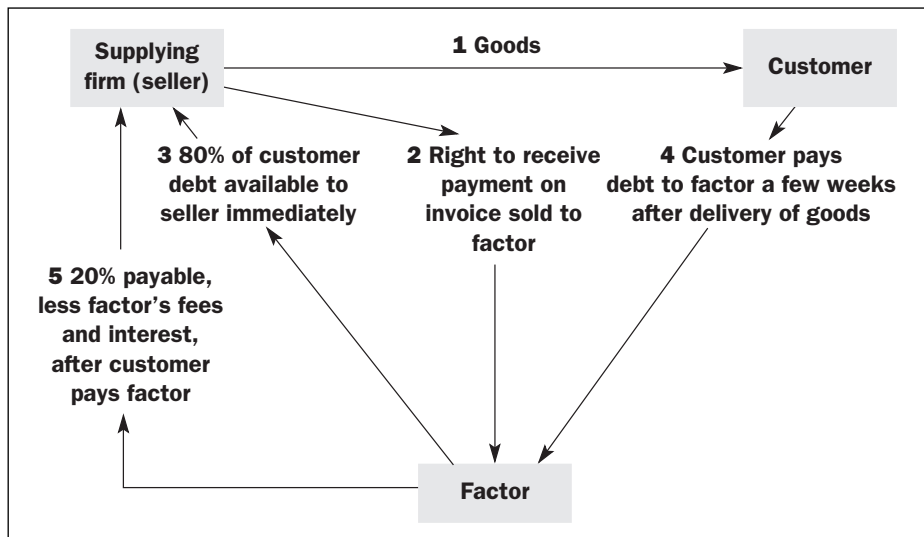 Supplying
firm (seller)
1 Goods
Customer
3 80% of customer
debt available to
seller immediately
2 Right to receive
payment on
invoice sold to
factor
4 Customer pays
debt to factor a few weeks
after delivery of goods
5 20% payable,
less factor’s fees
and interest,
after customer
pays factor
Factor